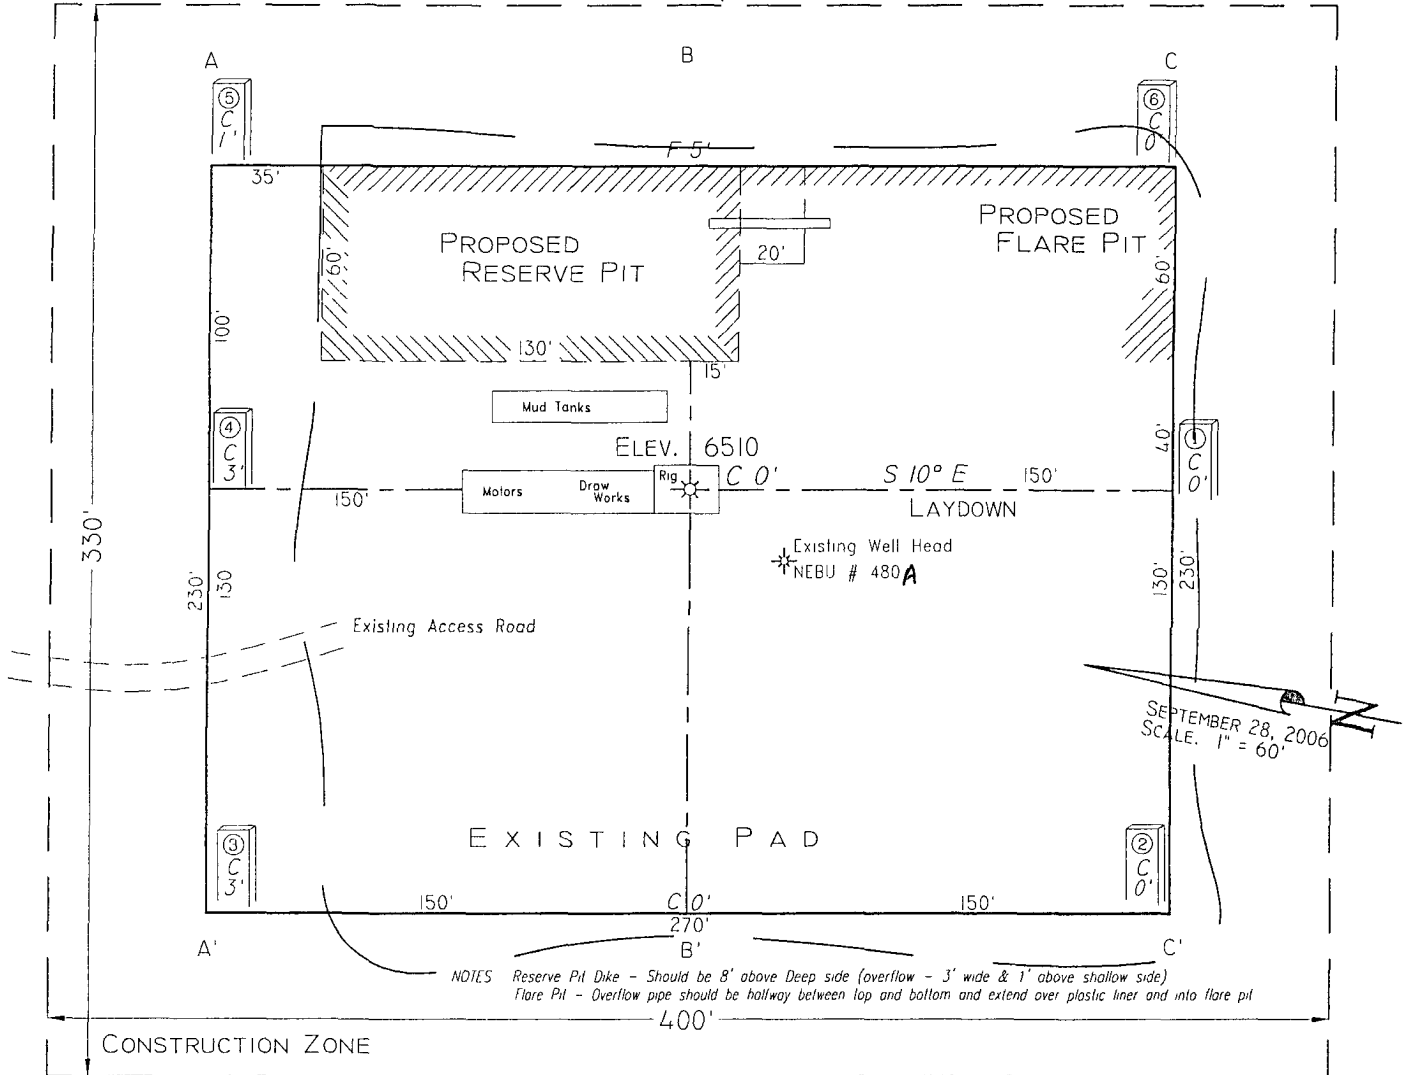 A
B
C
⑤
C
1'
⑥
C
0'
F 5'
35'
PROPOSED
RESERVE PIT
PROPOSED
FLARE PIT
60'
20'
60'
100'
130'
15'
Mud Tanks
④
C
3'
ELEV. 6510
40'
①
C
0'
Motors
Draw
Works
Rig
C 0'
S 10° E
150'
150'
LAYDOWN
330'
Existing Well Head
NEBU # 480A
230'
130
130'
230'
Existing Access Road
SEPTEMBER 28, 2006
SCALE. 1" = 60'
N
EXISTING PAD
③
C
3'
②
C
0'
150'
C 0'
150'
270'
A'
B'
C'
NOTES Reserve Pit Dike - Should be 8' above Deep side (overflow - 3' wide & 1' above shallow side)
Flare Pit - Overflow pipe should be halfway between top and bottom and extend over plastic liner and into flare pit
400'
CONSTRUCTION ZONE